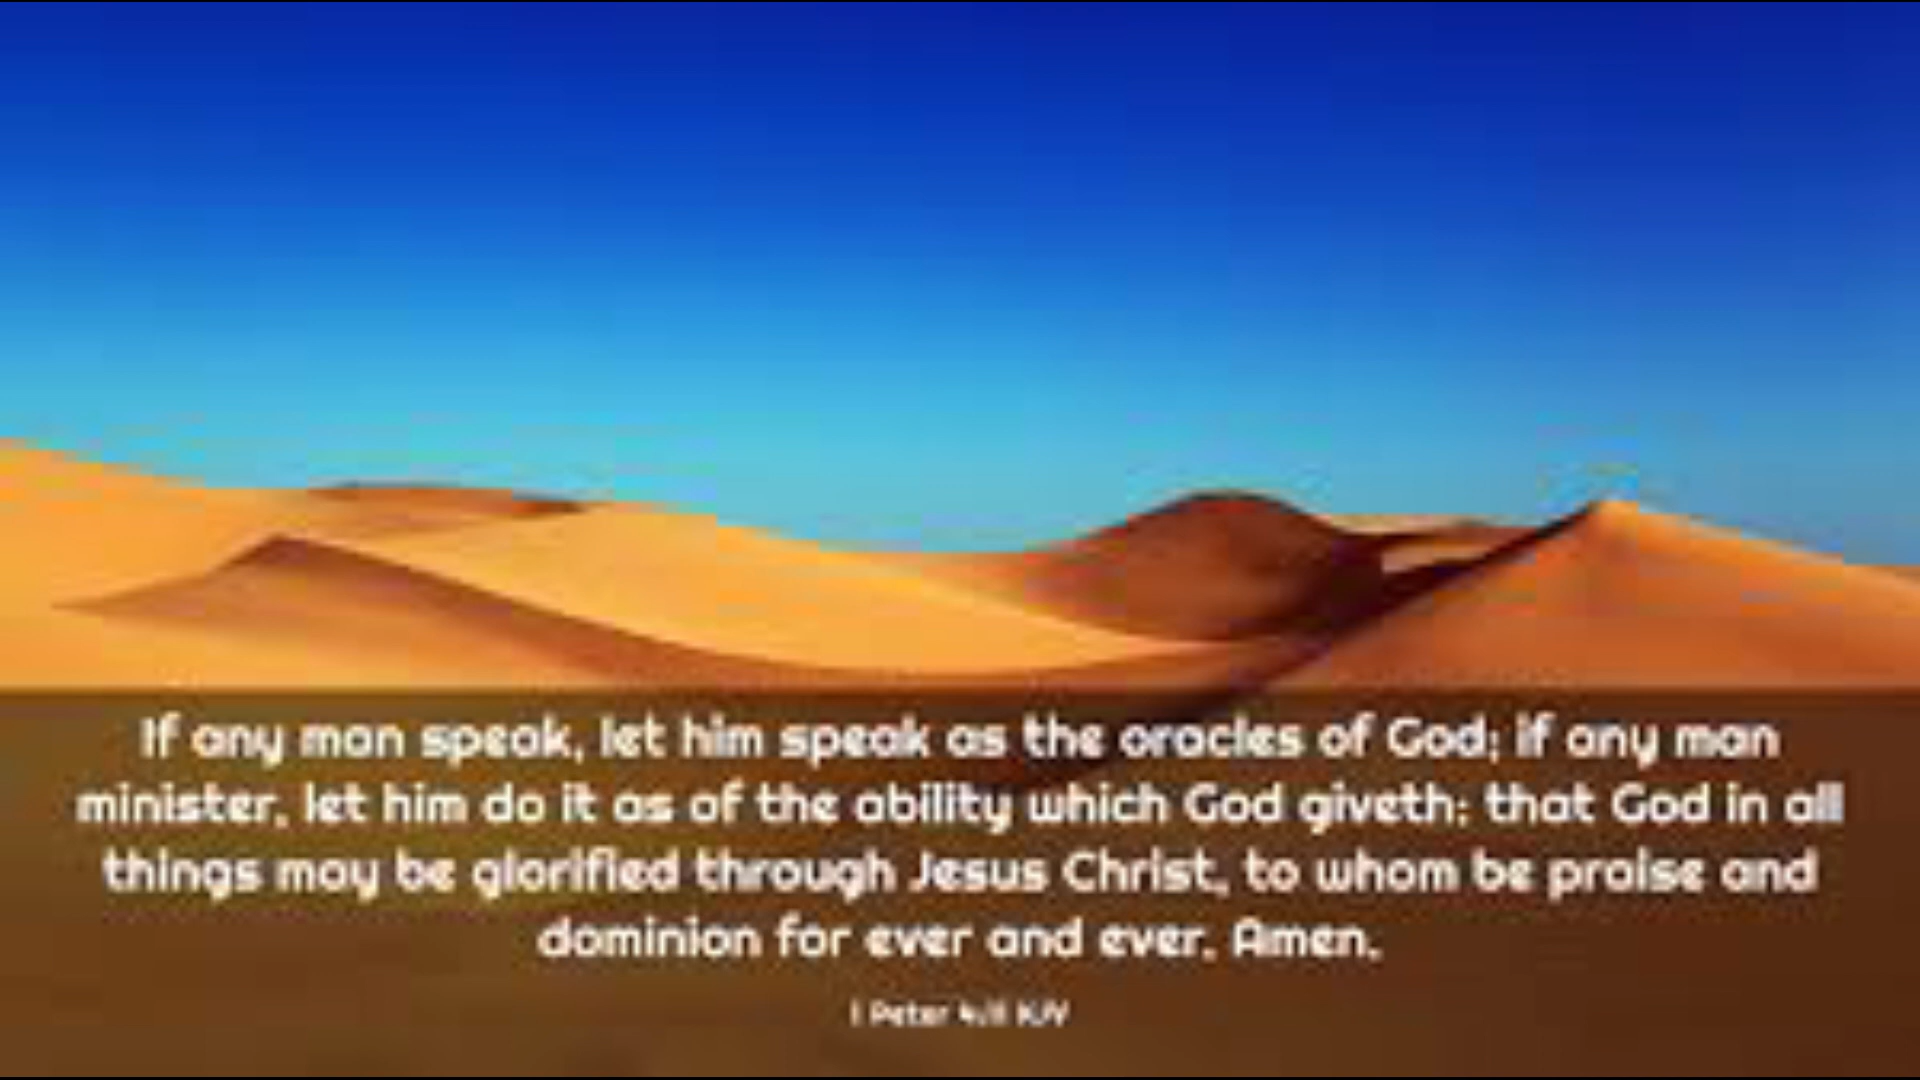 If any man speak, let him speak as the oracles of God; if any man
minister, let him do it as of the ability which God giveth: that God in all
things may be glorified through Jesus Christ, to whom be praise and
dominion for ever and ever. Amen.
1 Peter 4:11 KJV